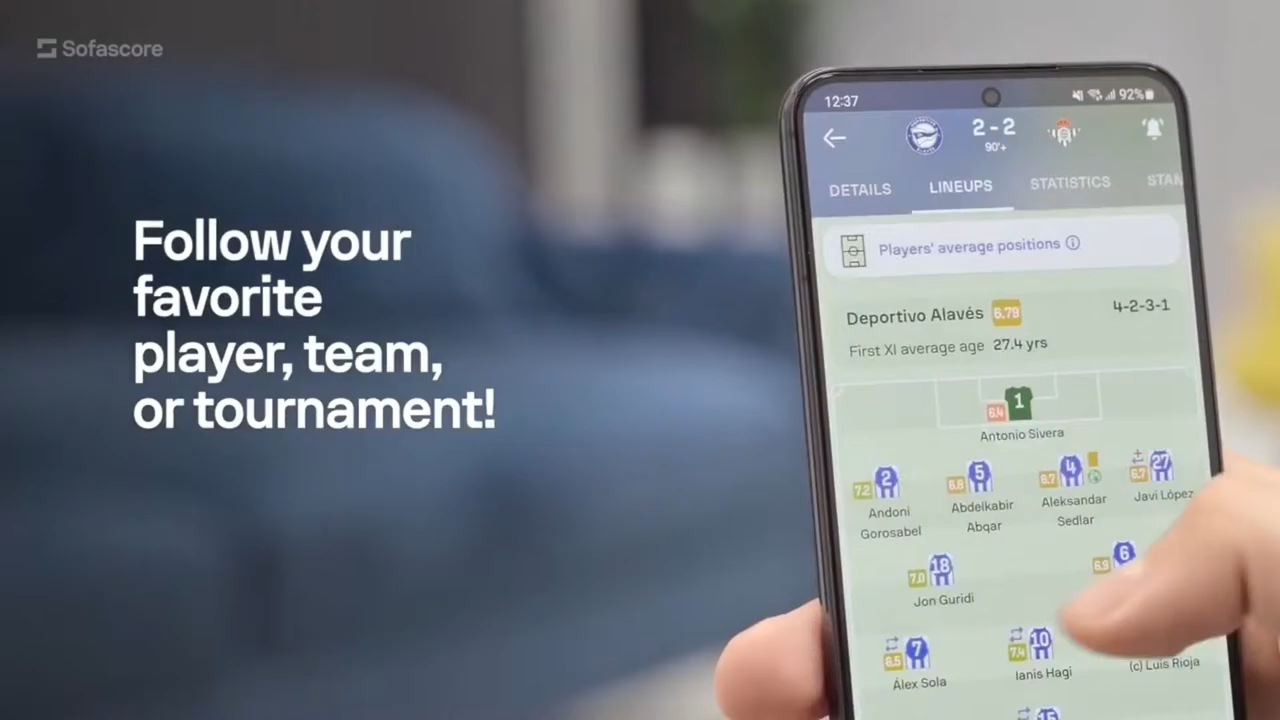 Sofascore
Follow your
favorite
player, team,
or tournament!
12:37
92%
2 - 2
90'+
DETAILS
LINEUPS
STATISTICS
STAN
Players' average positions
Deportivo Alavés 6.79
4-2-3-1
First XI average age 27.4 yrs
1
6.4
Antonio Sivera
7.2 2
6.8 5
6.7 4
6.7 27
Andoni
Gorosabel
Abdelkabir
Abqar
Aleksandar
Sedlar
Javi López
7.0 18
6.9 6
Jon Guridi
6.5 7
7.4 10
Álex Sola
Ianis Hagi
(c) Luis Rioja
15